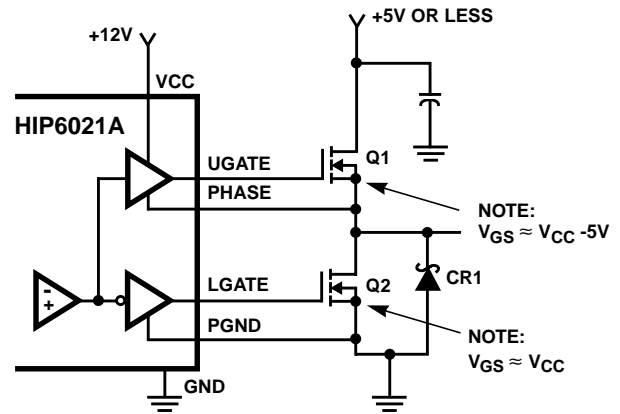 +5V OR LESS
+12V
VCC
HIP6021A
UGATE
Q1
PHASE
NOTE:
VGS ≈ VCC -5V
- +
LGATE
Q2
CR1
PGND
NOTE:
VGS ≈ VCC
GND